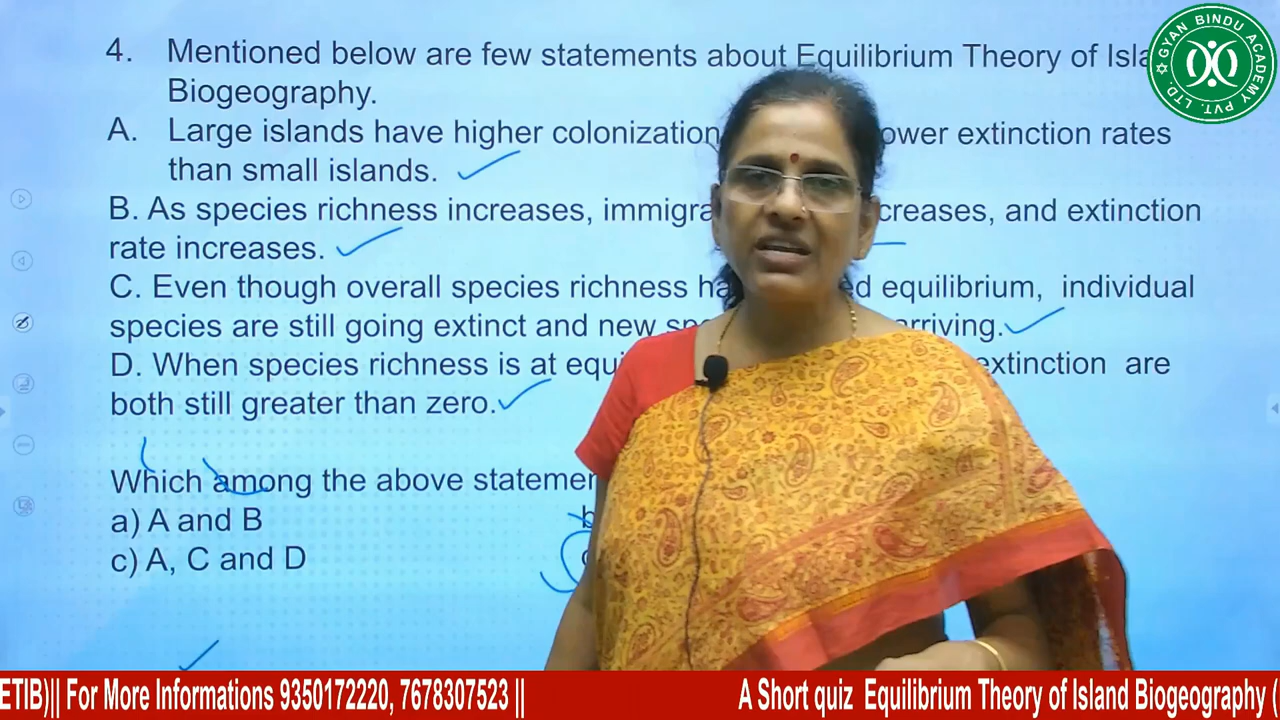 4. Mentioned below are few statements about Equilibrium Theory of Isla
Biogeography.
A. Large islands have higher colonization ower extinction rates
than small islands.
B. As species richness increases, immigra creases, and extinction
rate increases.
C. Even though overall species richness ha ed equilibrium, individual
species are still going extinct and new spe arriving.
D. When species richness is at equi extinction are
both still greater than zero.
Which among the above statemen
a) A and B
c) A, C and D
GYAN BINDU ACADEMY PVT. LTD.
ETIB)|| For More Informations 9350172220, 7678307523 || A Short quiz Equilibrium Theory of Island Biogeography (